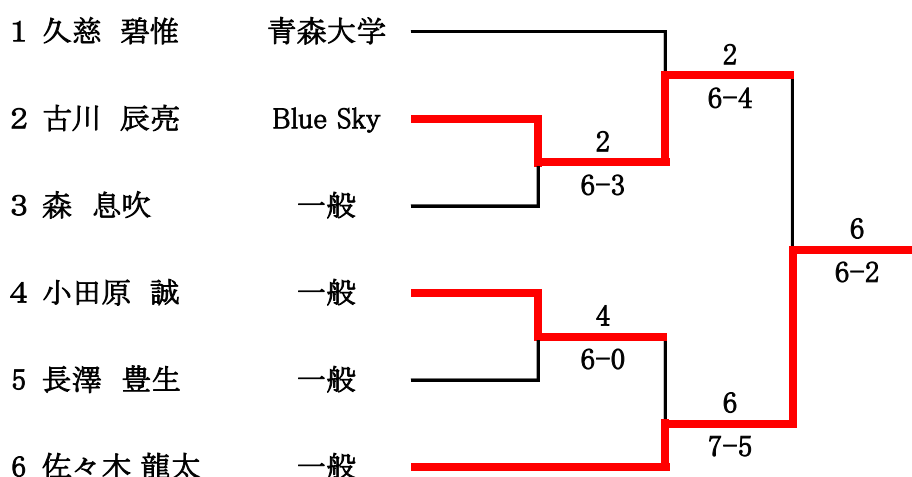 1 久慈 碧惟 青森大学
2
6-4
2 古川 辰亮 Blue Sky
2
6-3
3 森 息吹 一般
6
6-2
4 小田原 誠 一般
4
6-0
5 長澤 豊生 一般
6
7-5
6 佐々木 龍太 一般